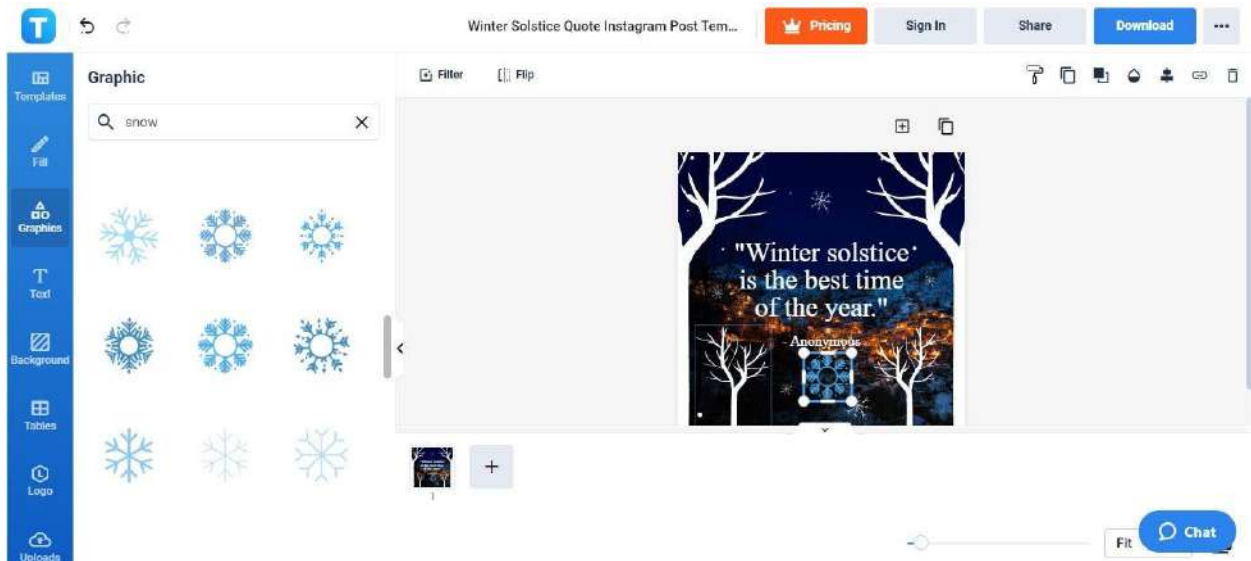 T
Winter Solstice Quote Instagram Post Tem...
Pricing
Sign In
Share
Download
Templates
Fill
Graphics
Text
Background
Tables
Logo
Uploads
Graphic
snow
Filter
Flip
"Winter solstice
is the best time
of the year."
- Anonymous
1
Fit
Chat